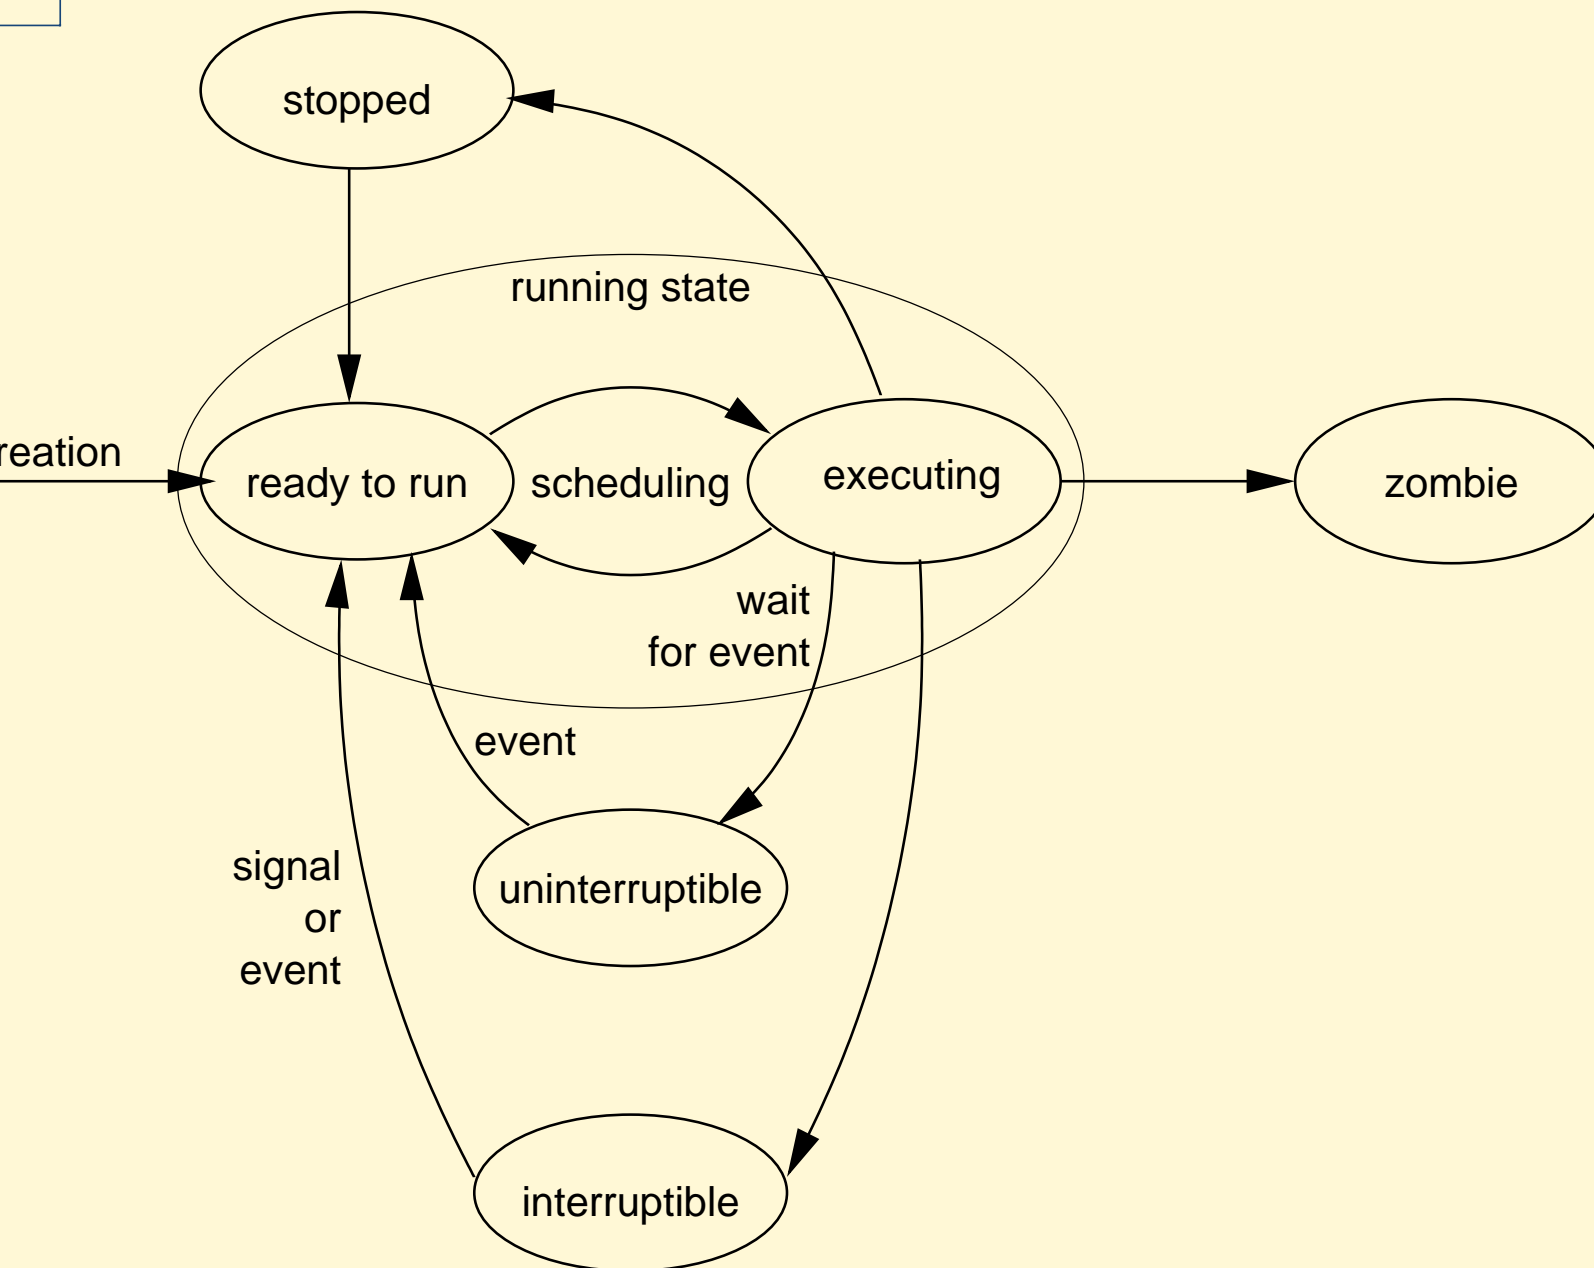 stopped
running state
reation
ready to run
scheduling
executing
zombie
wait
for event
event
signal
or
event
uninterruptible
interruptible